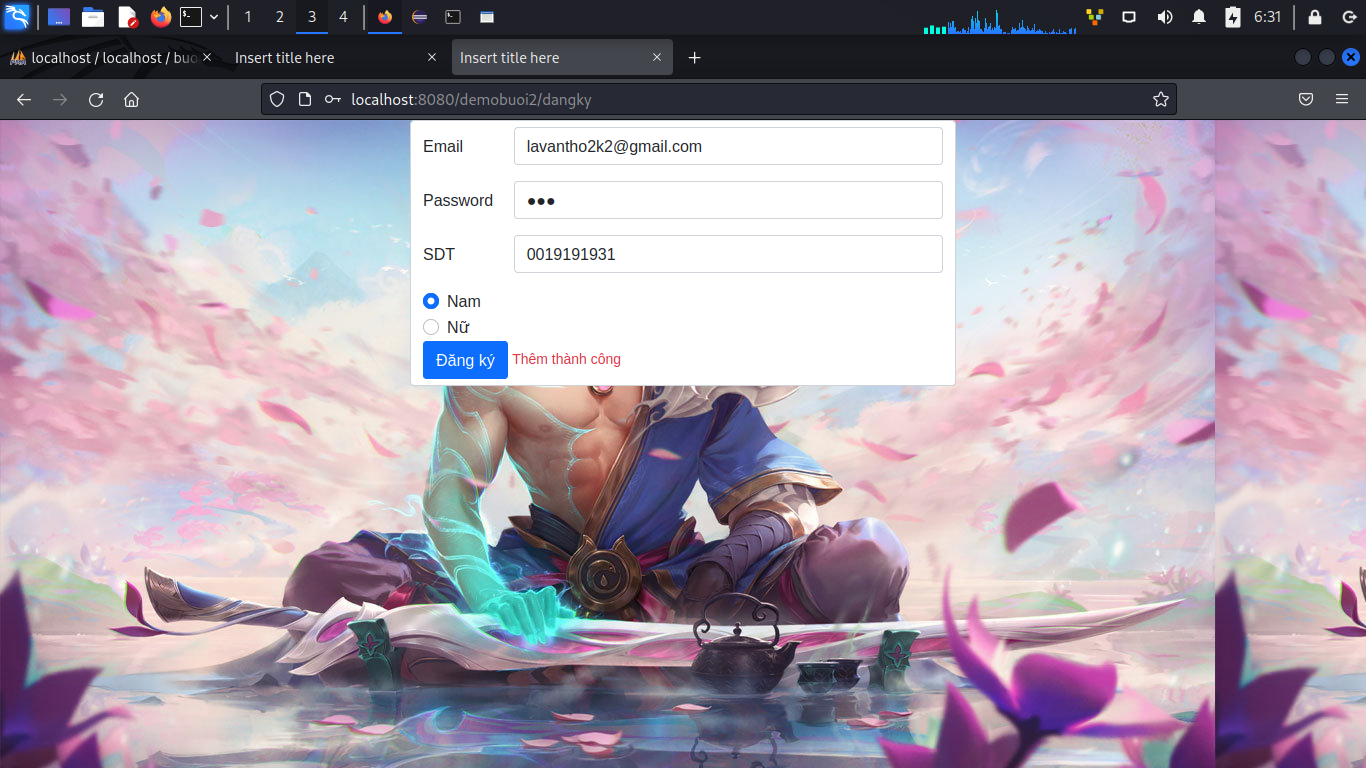 1 2 3 4 6:31
localhost / localhost / buo
Insert title here
Insert title here
localhost:8080/demobuoi2/dangky
Email lavantho2k2@gmail.com
Password ●●●
SDT 0019191931
Nam
Nữ
Đăng ký Thêm thành công